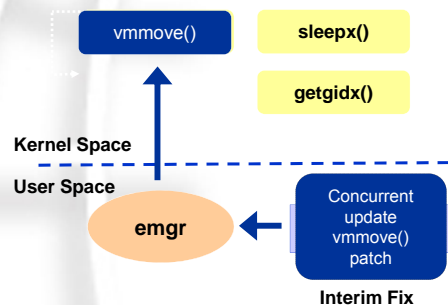 vmmove()
sleepx()
getgidx()
Kernel Space
User Space
emgr
Concurrent
update
vmmove()
patch
Interim Fix